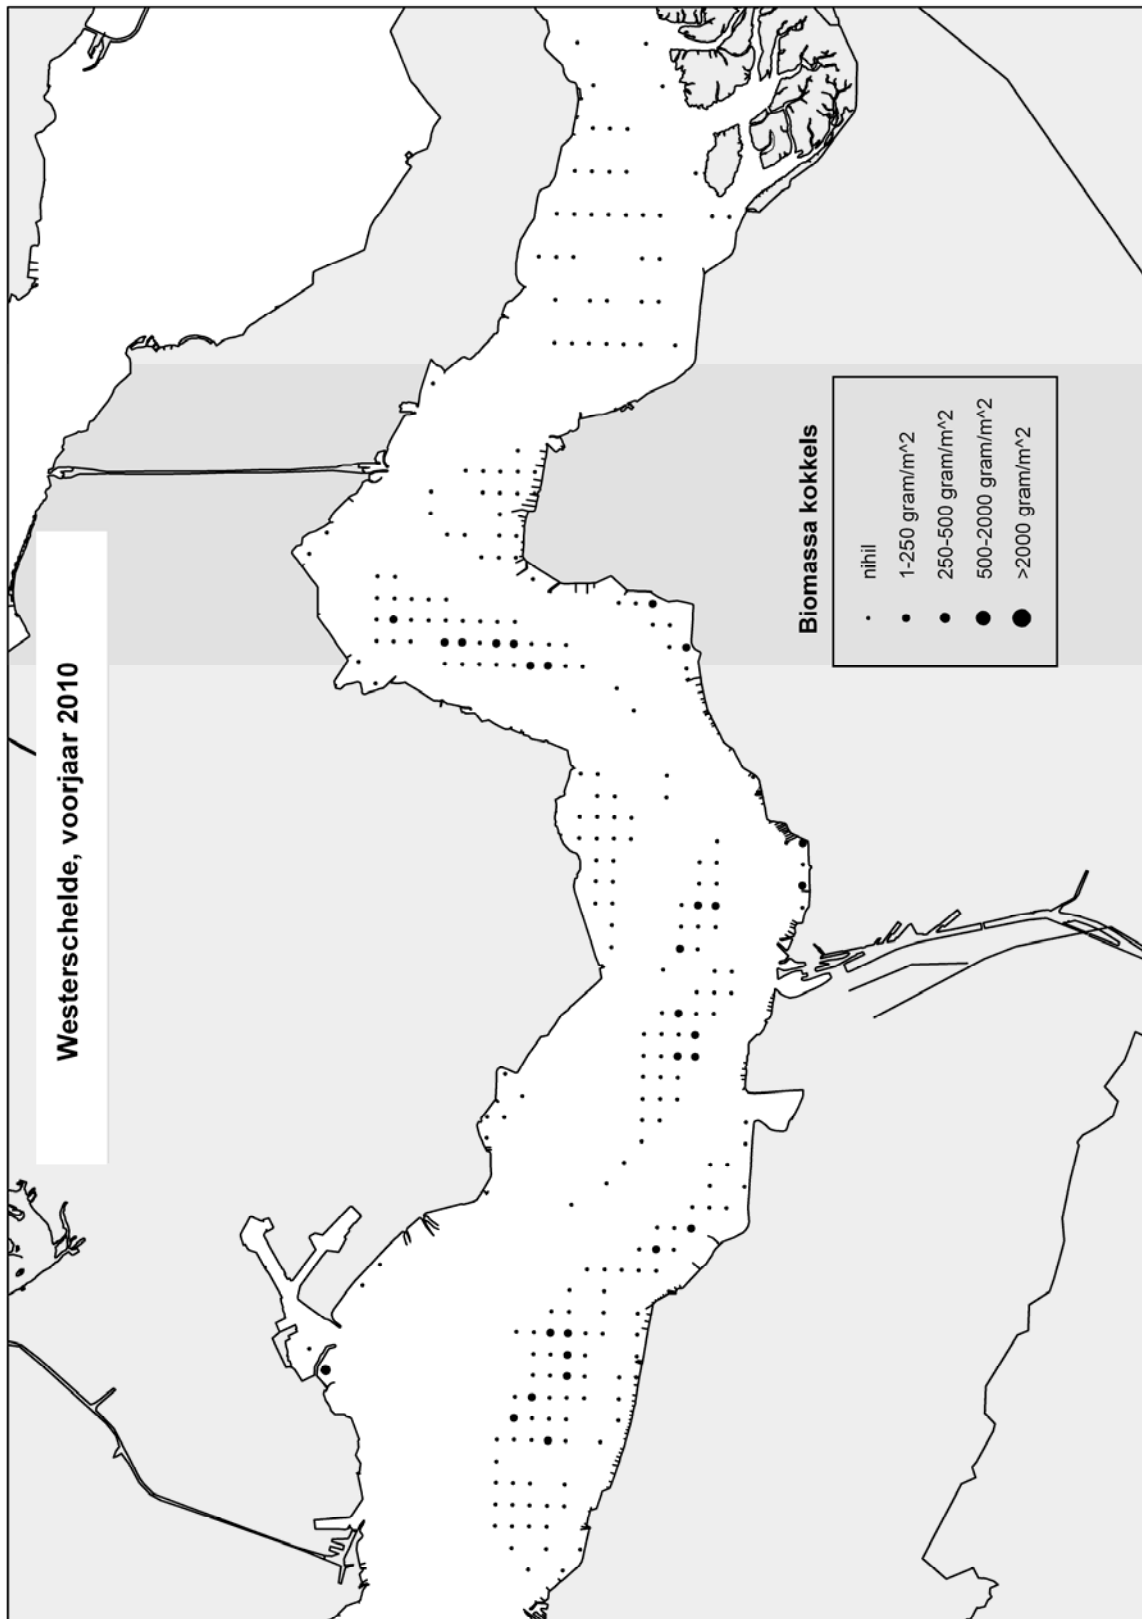 Westerschelde, voorjaar 2010
Biomassa kokkels
nihil
1-250 gram/m^2
250-500 gram/m^2
500-2000 gram/m^2
>2000 gram/m^2